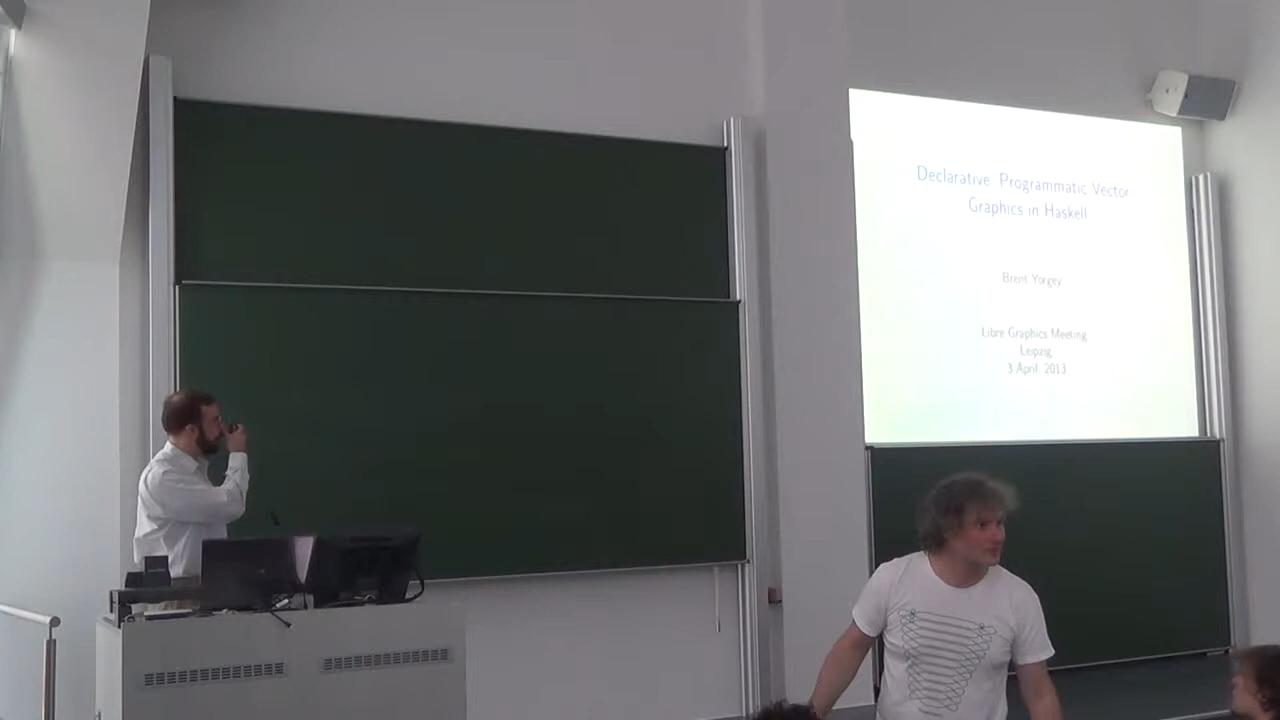 Declarative Programmatic Vector
Graphics in Haskell
Brent Yorgey
Libre Graphics Meeting
Leipzig
3 April 2013